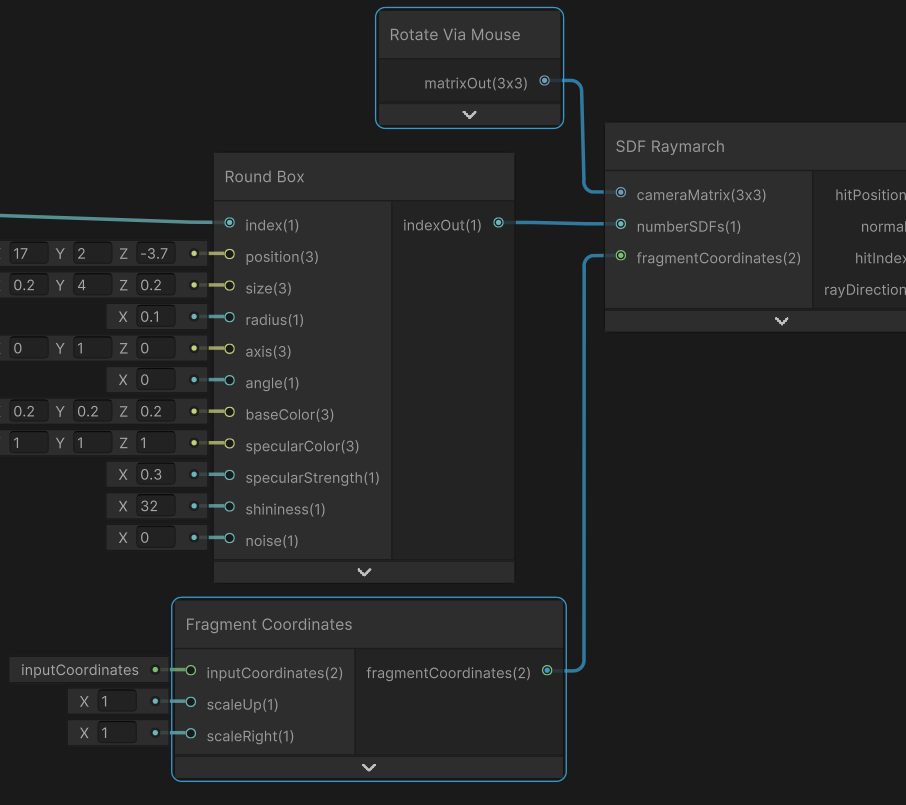 Rotate Via Mouse
matrixOut(3x3)
SDF Raymarch
cameraMatrix(3x3) hitPosition
numberSDFs(1) normal
fragmentCoordinates(2) hitIndex
rayDirection
Round Box
index(1) indexOut(1)
17 Y 2 Z -3.7 position(3)
0.2 Y 4 Z 0.2 size(3)
X 0.1 radius(1)
0 Y 1 Z 0 axis(3)
X 0 angle(1)
0.2 Y 0.2 Z 0.2 baseColor(3)
1 Y 1 Z 1 specularColor(3)
X 0.3 specularStrength(1)
X 32 shininess(1)
X 0 noise(1)
Fragment Coordinates
inputCoordinates inputCoordinates(2) fragmentCoordinates(2)
X 1 scaleUp(1)
X 1 scaleRight(1)